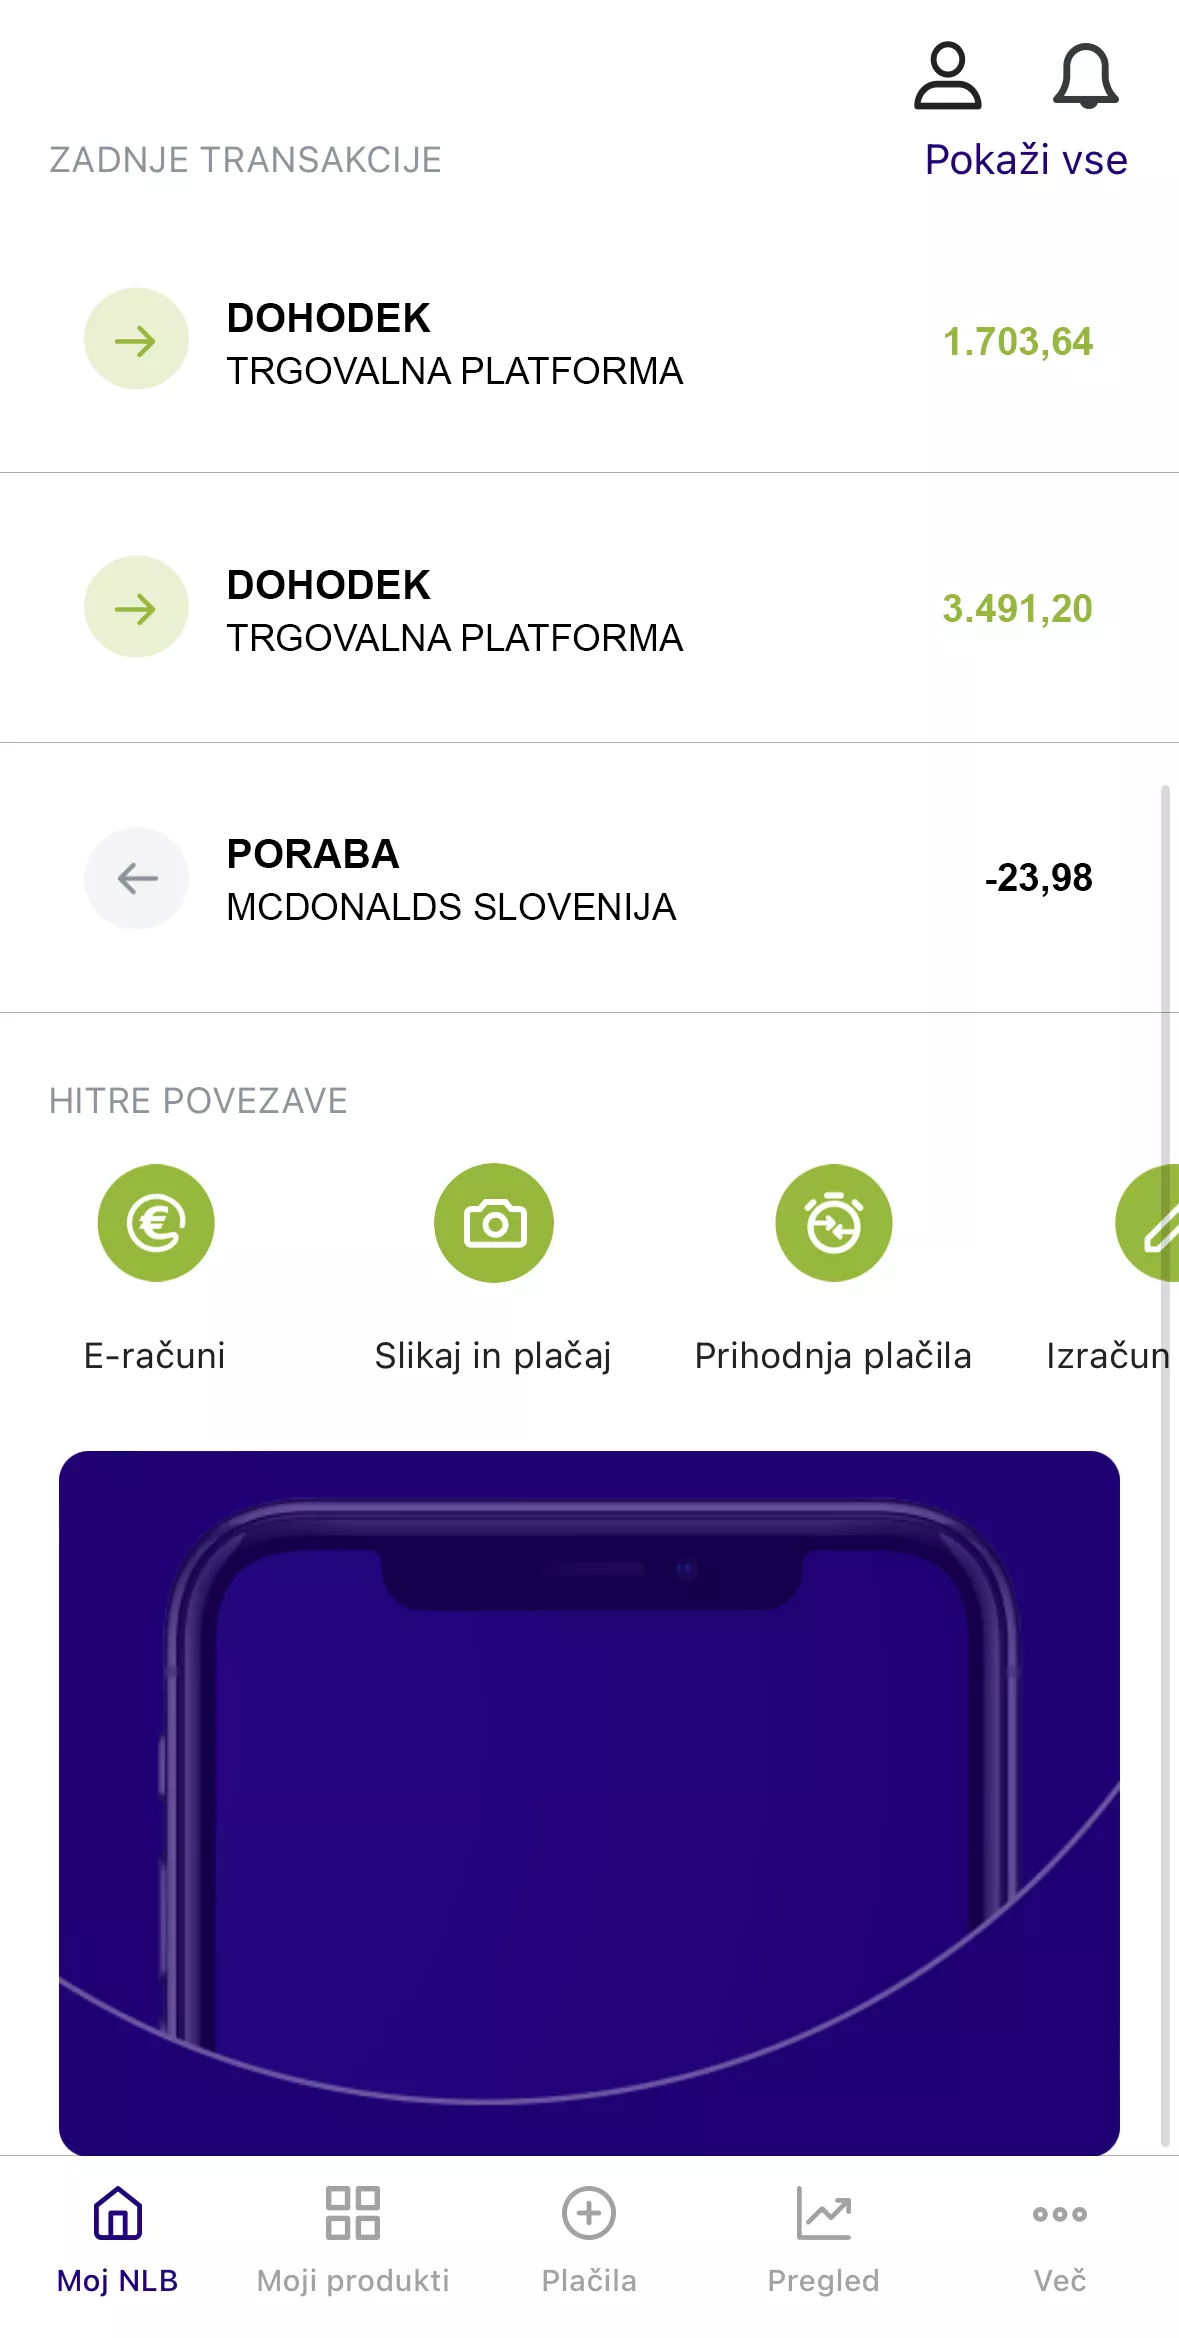 ZADNJE TRANSAKCIJE
Pokaži vse
DOHODEK
TRGOVALNA PLATFORMA
1.703,64
DOHODEK
TRGOVALNA PLATFORMA
3.491,20
PORABA
MCDONALDS SLOVENIJA
-23,98
HITRE POVEZAVE
E-računi
Slikaj in plačaj
Prihodnja plačila
Izračun
Moj NLB
Moji produkti
Plačila
Pregled
Več